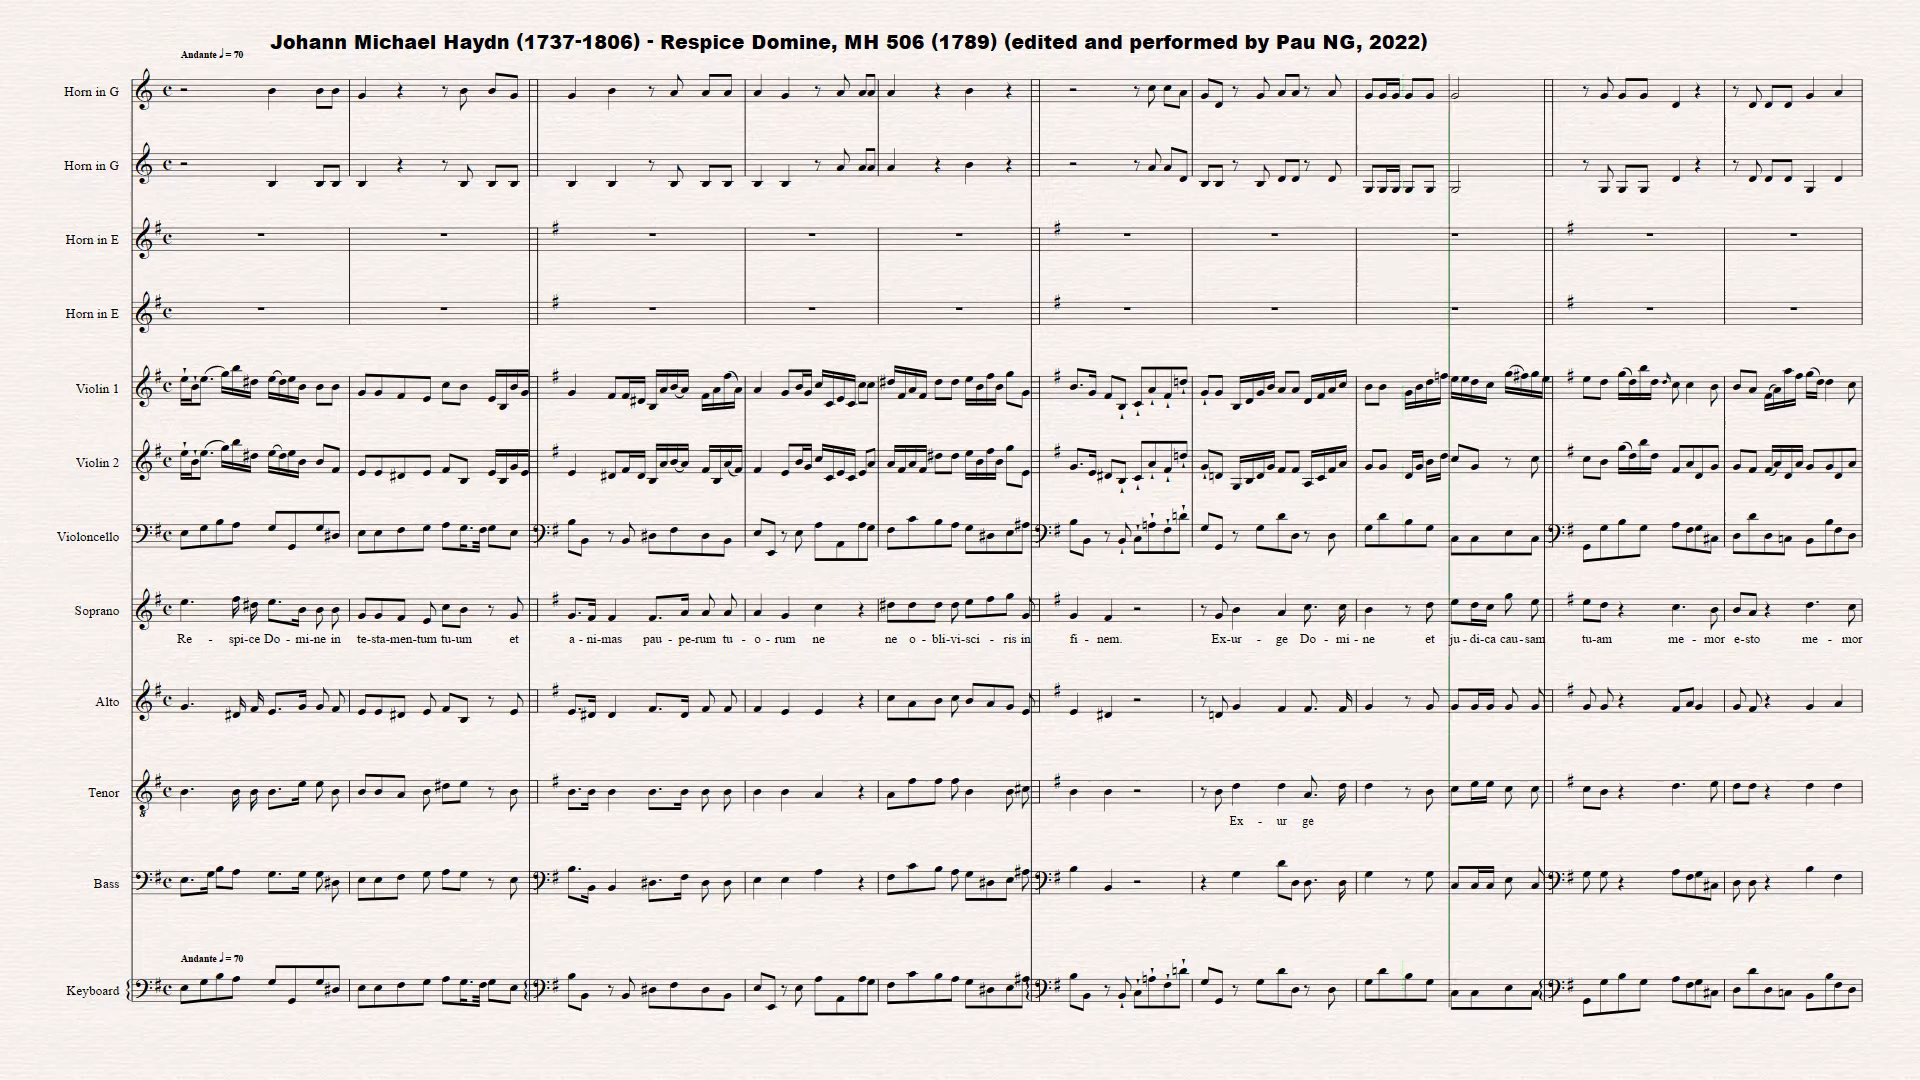 Johann Michael Haydn (1737-1806) - Respice Domine, MH 506 (1789) (edited and performed by Pau NG, 2022)
Andante ♩ = 70
Horn in G
Horn in G
Horn in E
Horn in E
Violin 1
Violin 2
Violoncello
Soprano
Re - spi-ce Do - mi-ne in te-sta-men-tum tu-um et a - ni-mas pau - pe-rum tu - o - rum ne ne o - bli-vi-sci - ris in fi - nem. Ex-ur - ge Do - mi - ne et ju - di-ca cau-sam tu-am me - mor e-sto me - mor
Alto
Tenor
Ex - ur ge
Bass
Andante ♩ = 70
Keyboard